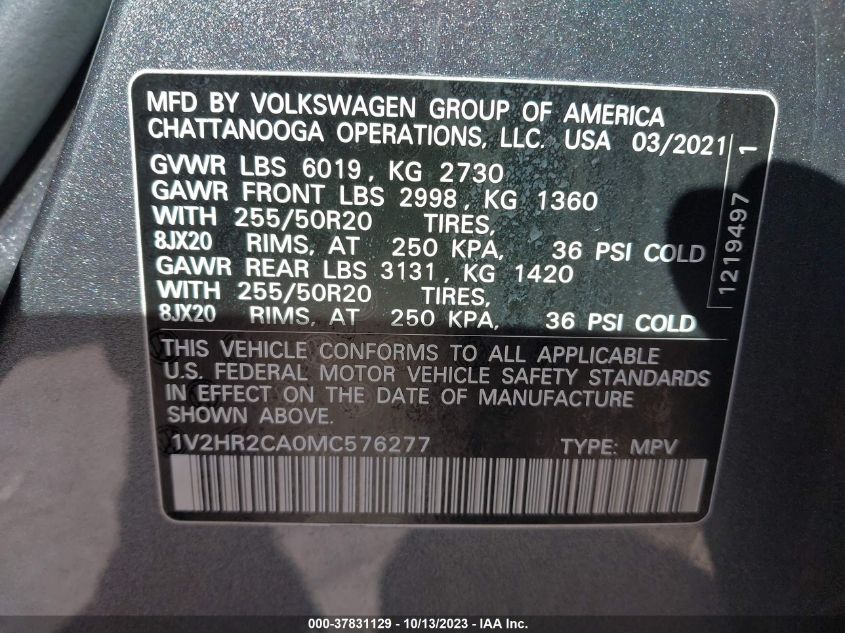 MFD BY VOLKSWAGEN GROUP OF AMERICA
CHATTANOOGA OPERATIONS, LLC. USA 03/2021
GVWR LBS 6019, KG 2730
GAWR FRONT LBS 2998, KG 1360
WITH 255/50R20 TIRES,
8JX20 RIMS, AT 250 KPA, 36 PSI COLD
GAWR REAR LBS 3131, KG 1420
WITH 255/50R20 TIRES,
8JX20 RIMS, AT 250 KPA, 36 PSI COLD
1219497 1
THIS VEHICLE CONFORMS TO ALL APPLICABLE
U.S. FEDERAL MOTOR VEHICLE SAFETY STANDARDS
IN EFFECT ON THE DATE OF MANUFACTURE
SHOWN ABOVE.
1V2HR2CA0MC576277 TYPE: MPV
000-37831129 - 10/13/2023 - IAAI.com